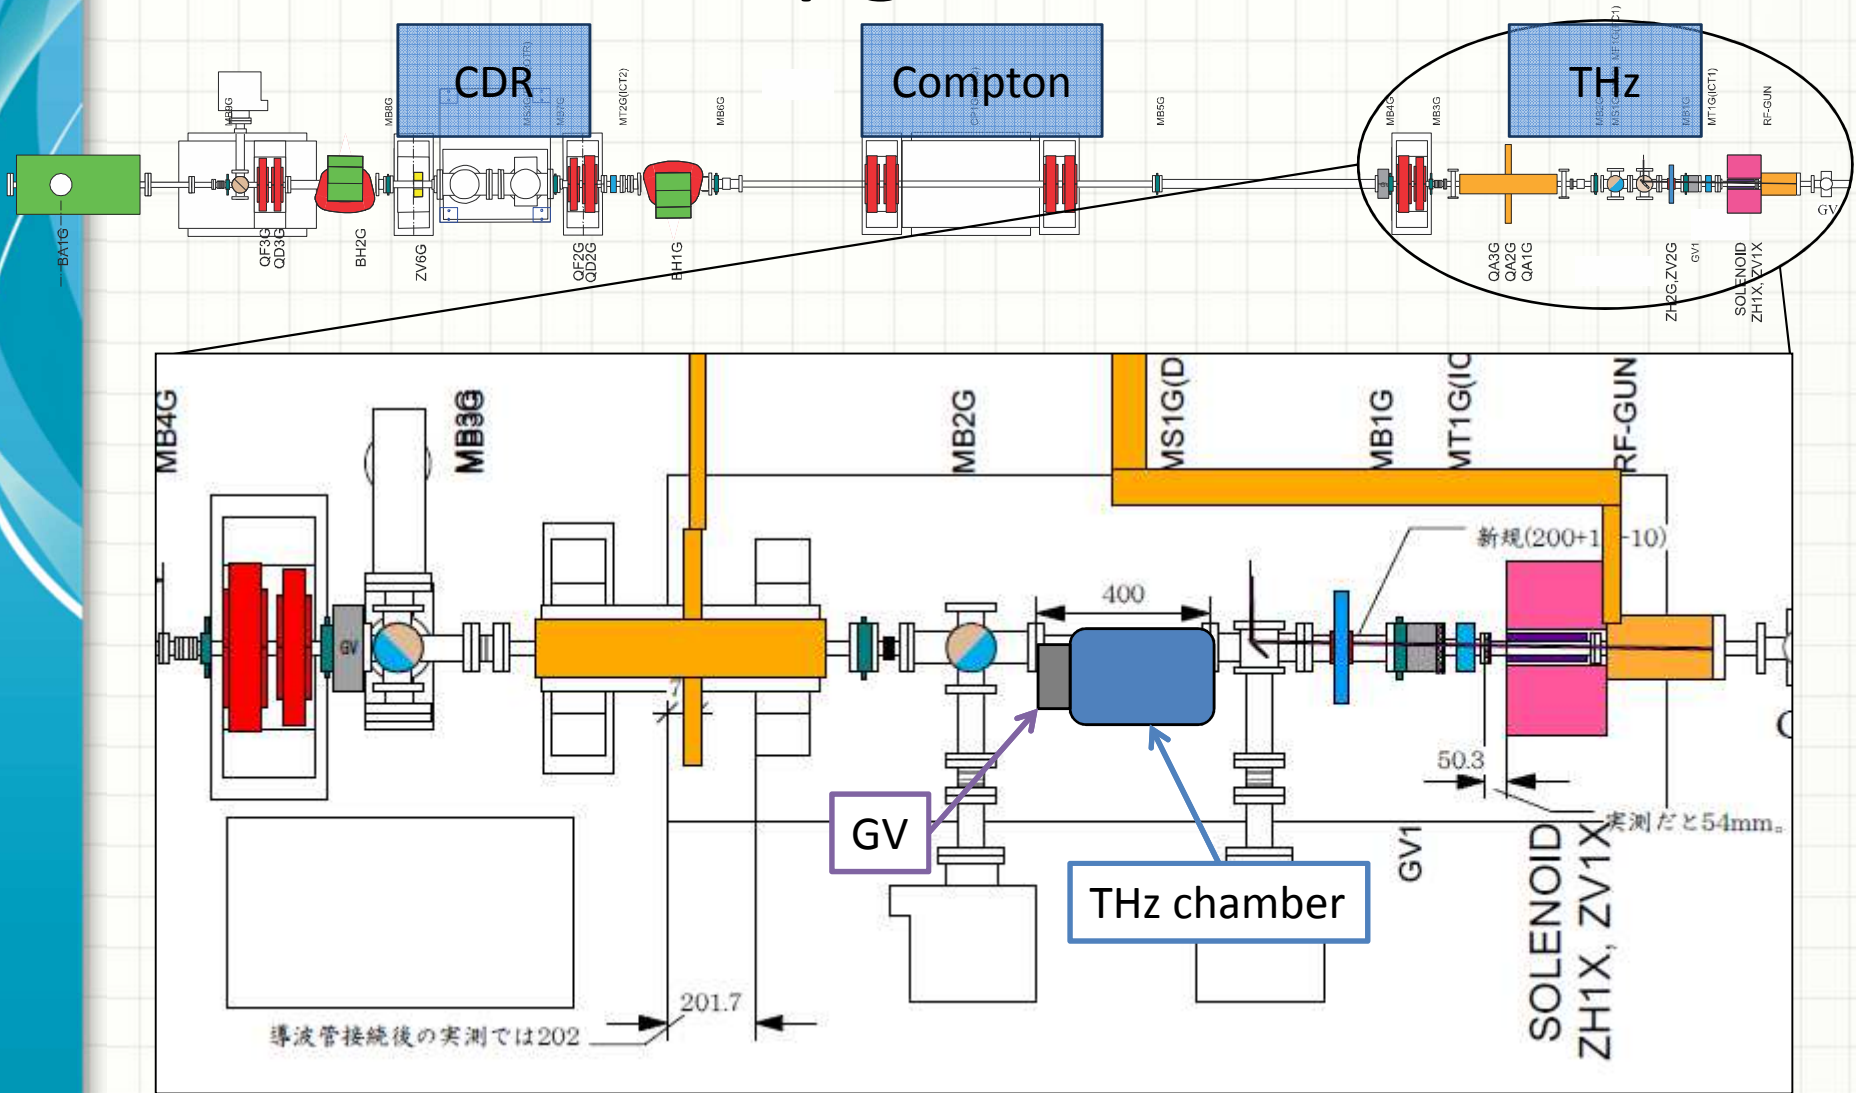 CDR
Compton
THz
MB9G
MB8G
MT2G(ICT2)
MB6G
MB5G
MB4G
MB3G
MT1G(ICT1)
RF-GUN
BA1G
QF3G
QD3G
BH2G
ZV6G
QF2G
QD2G
BH1G
QA3G
QA2G
QA1G
ZH2G,ZV2G
GV1
SOLENOID
ZH1X, ZV1X
GV
MB4G
MB3G
MB2G
MS1G(D
MB1G
MT1G(IC
RF-GUN
新規(200+1 -10)
400
GV
50.3
実測だと54mm。
GV
THz chamber
GV1
SOLENOID
ZH1X, ZV1X
201.7
導波管接続後の実測では202